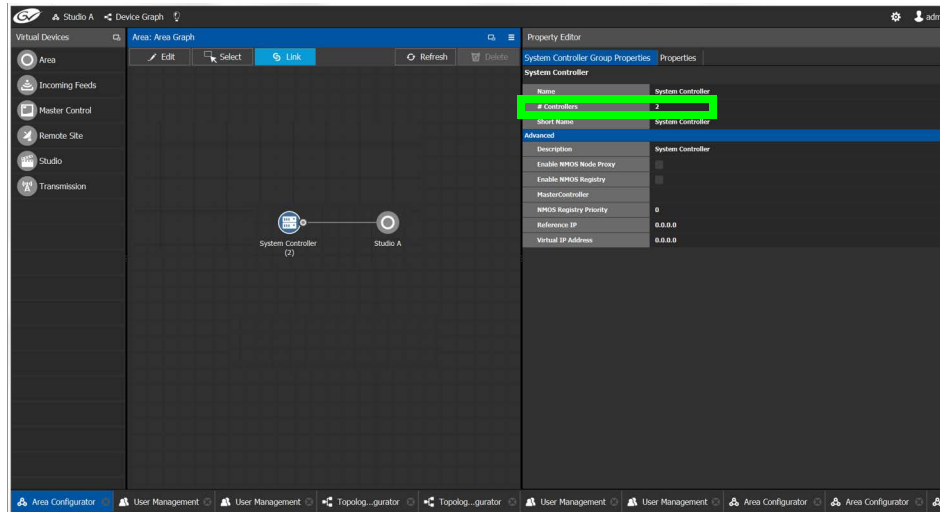 GV Studio A Device Graph adm
Virtual Devices
Area
Incoming Feeds
Master Control
Remote Site
Studio
Transmission
Area: Area Graph
Edit Select Link Refresh Delete
System Controller
(2)
Studio A
Property Editor
System Controller Group Properties Properties
System Controller
Name System Controller
# Controllers 2
Short Name System Controller
Advanced
Description System Controller
Enable NMOS Node Proxy
Enable NMOS Registry
MasterController
NMOS Registry Priority 0
Reference IP 0.0.0.0
Virtual IP Address 0.0.0.0
Area Configurator User Management User Management Topolog...gurator Topolog...gurator User Management User Management Area Configurator Area Configurator